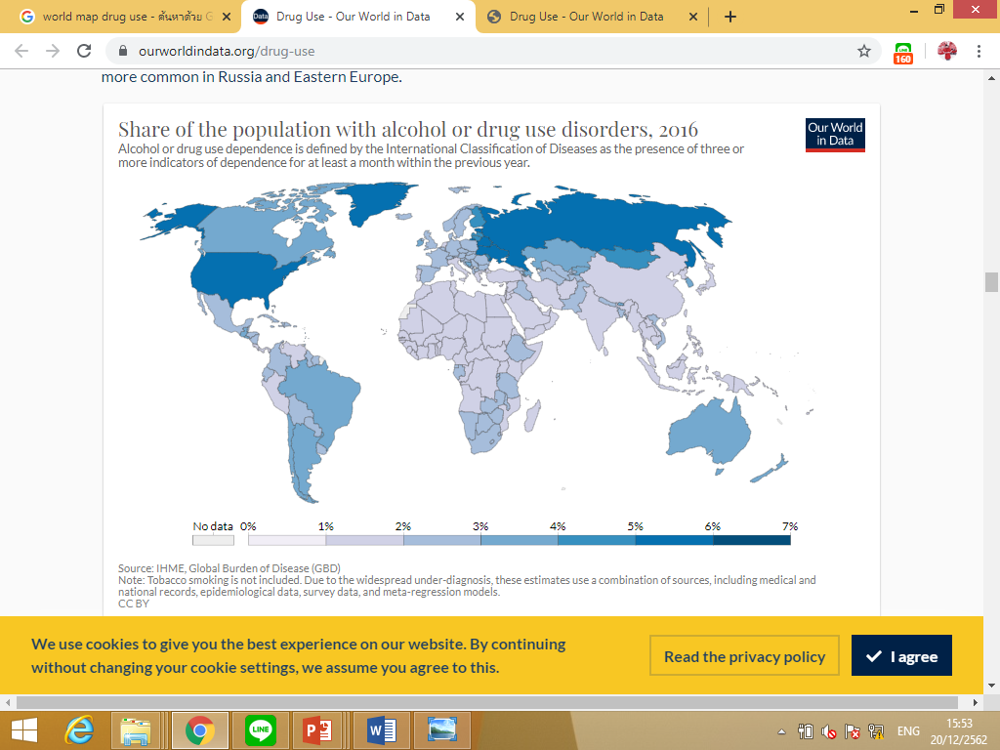 world map drug use - ค้นหาด้วย G
Drug Use - Our World in Data
Drug Use - Our World in Data
ourworldindata.org/drug-use
LINE
160
more common in Russia and Eastern Europe.
Share of the population with alcohol or drug use disorders, 2016
Our World
in Data
Alcohol or drug use dependence is defined by the International Classification of Diseases as the presence of three or
more indicators of dependence for at least a month within the previous year.
No data 0% 1% 2% 3% 4% 5% 6% 7%
Source: IHME, Global Burden of Disease (GBD)
Note: Tobacco smoking is not included. Due to the widespread under-diagnosis, these estimates use a combination of sources, including medical and
national records, epidemiological data, survey data, and meta-regression models.
CC BY
We use cookies to give you the best experience on our website. By continuing
without changing your cookie settings, we assume you agree to this.
Read the privacy policy
I agree
LINE
ENG
15:53
20/12/2562